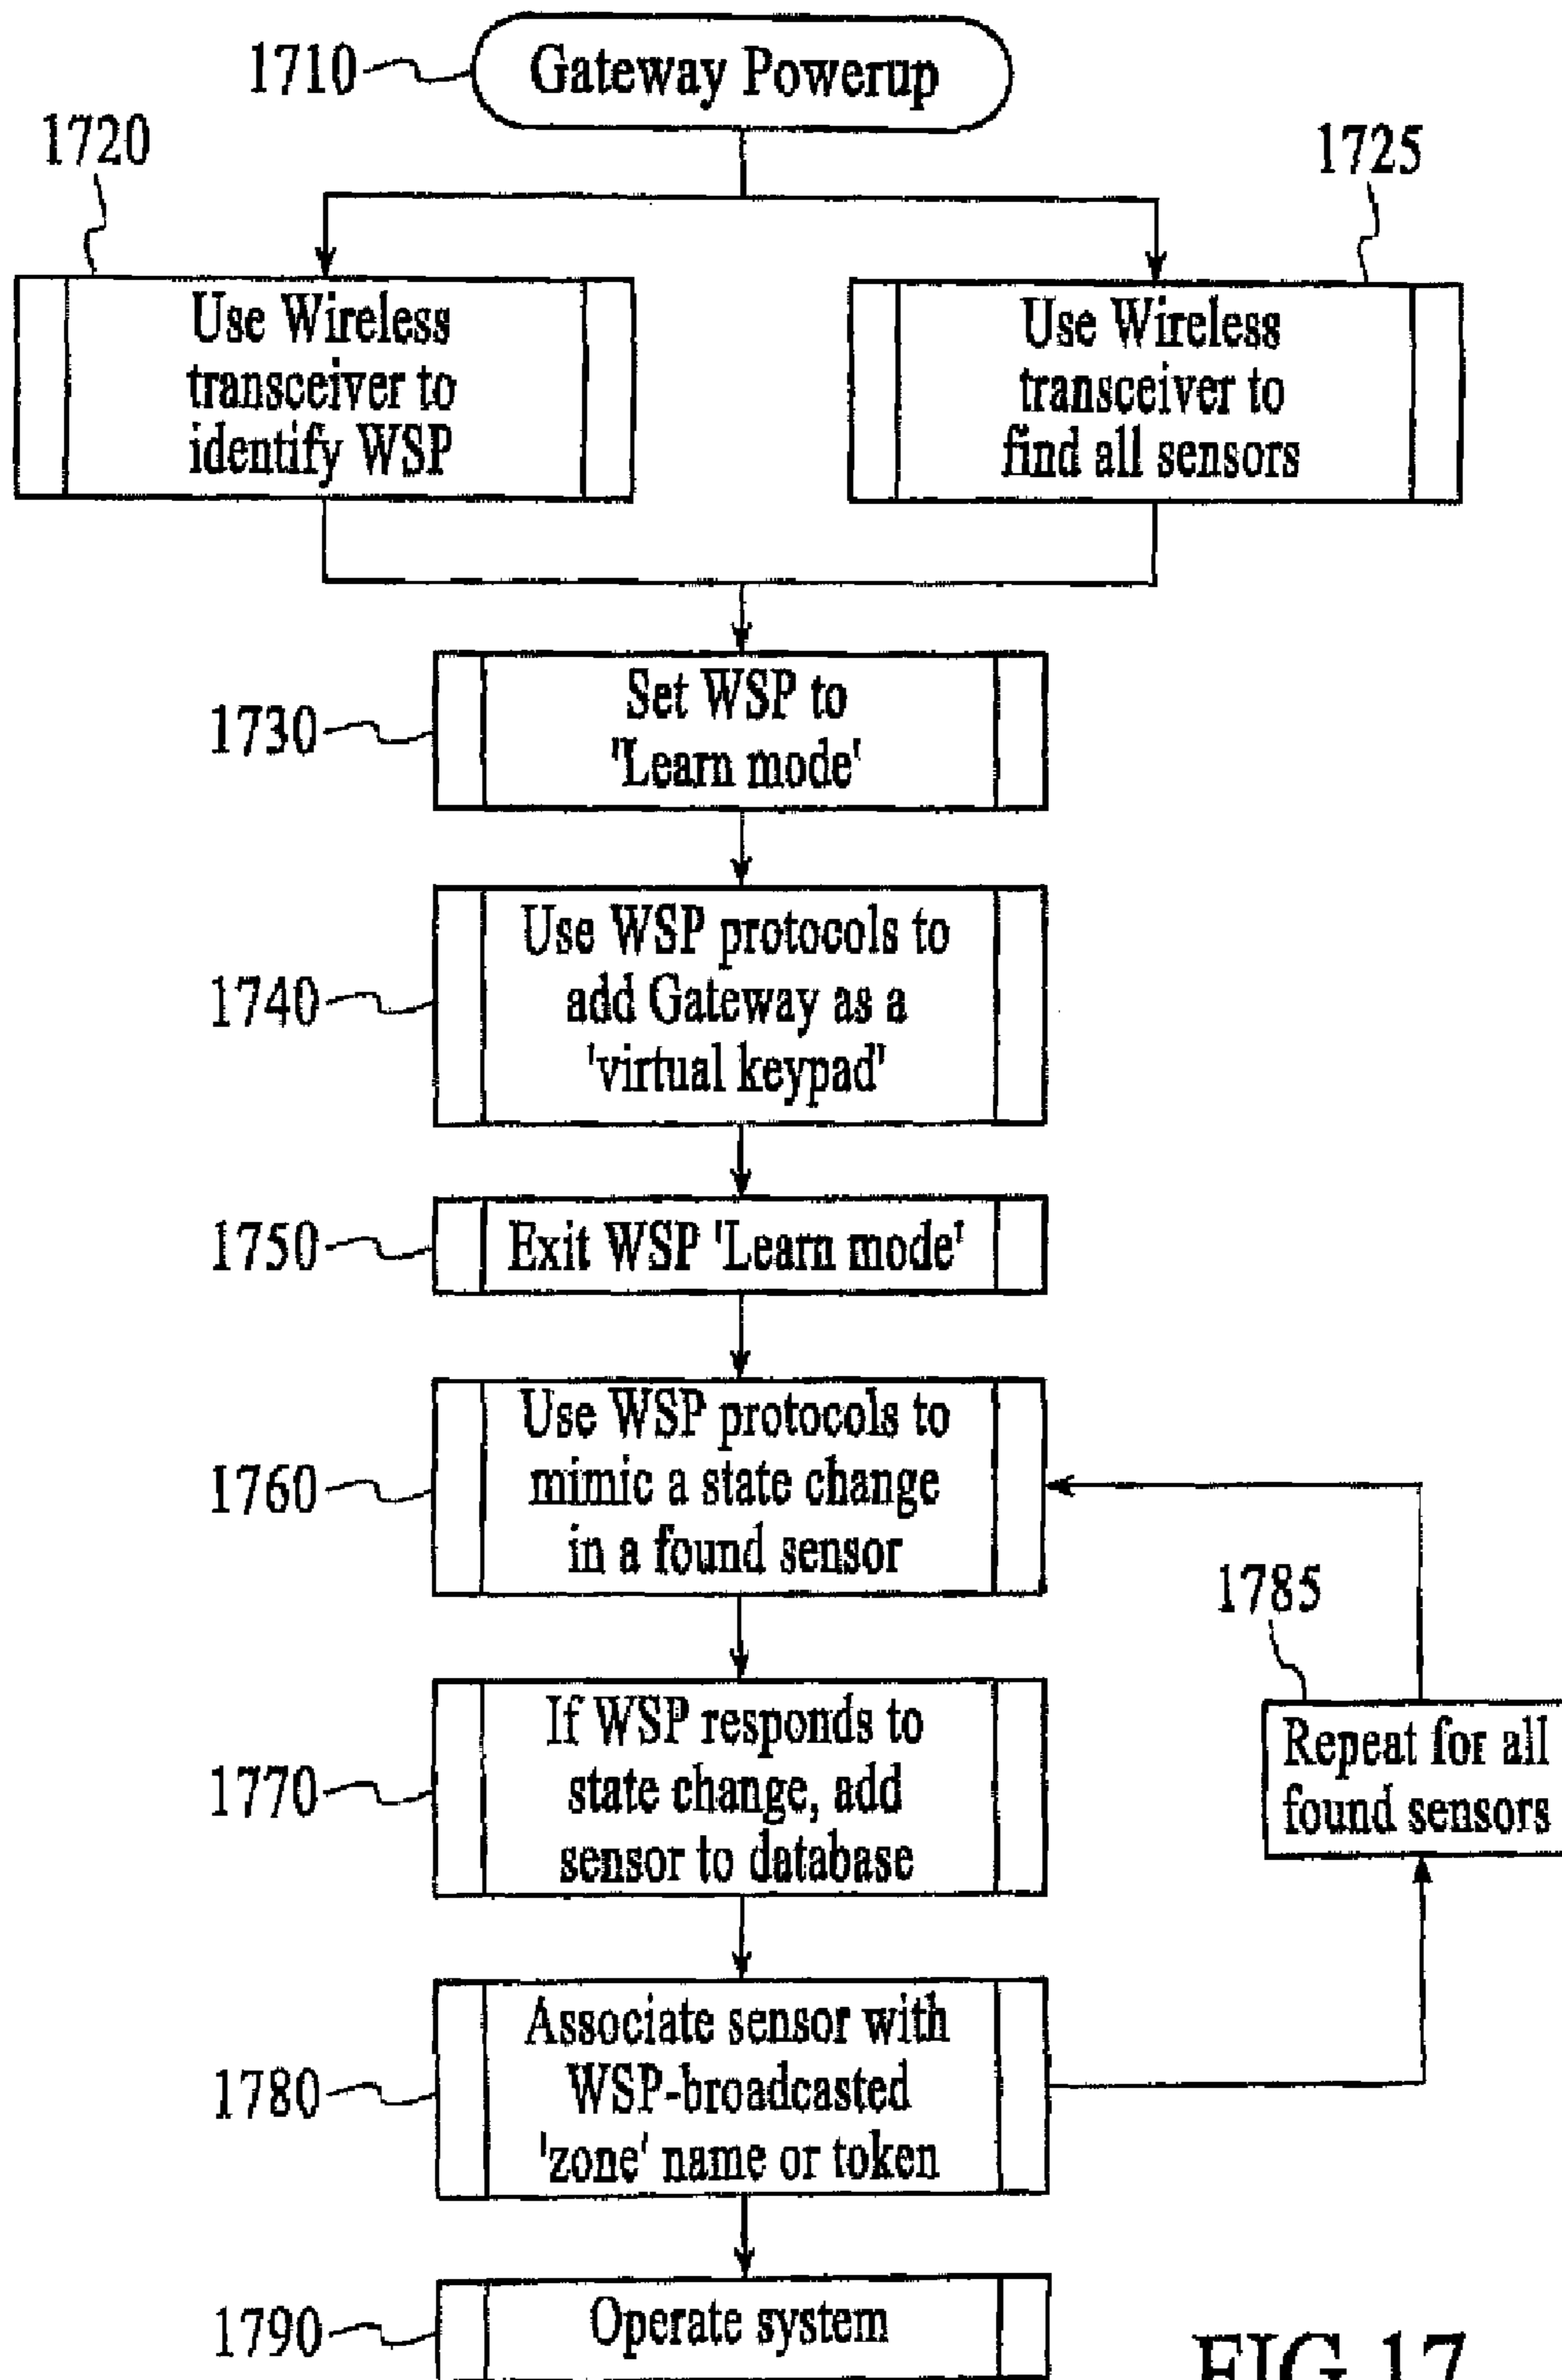 1710
Gateway Powerup
1720
1725
Use Wireless
transceiver to
identify WSP
Use Wireless
transceiver to
find all sensors
1730
Set WSP to
'Learn mode'
1740
Use WSP protocols to
add Gateway as a
'virtual keypad'
1750
Exit WSP 'Learn mode'
1760
Use WSP protocols to
mimic a state change
in a found sensor
1785
Repeat for all
found sensors
1770
If WSP responds to
state change, add
sensor to database
1780
Associate sensor with
WSP-broadcasted
'zone' name or token
1790
Operate system
FIG.17